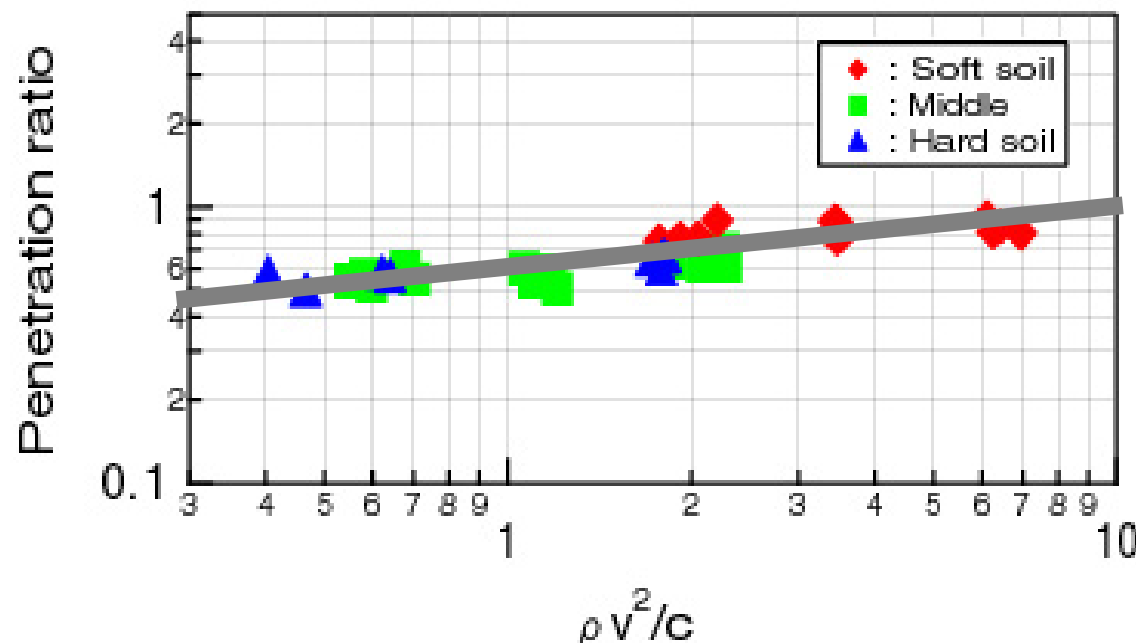 Penetration ratio
4
2
1
6
4
2
0.1
: Soft soil
: Middle
: Hard soil
3 4 5 6 7 8 9 2 3 4 5 6 7 8 9
1 10
ρ v²/c